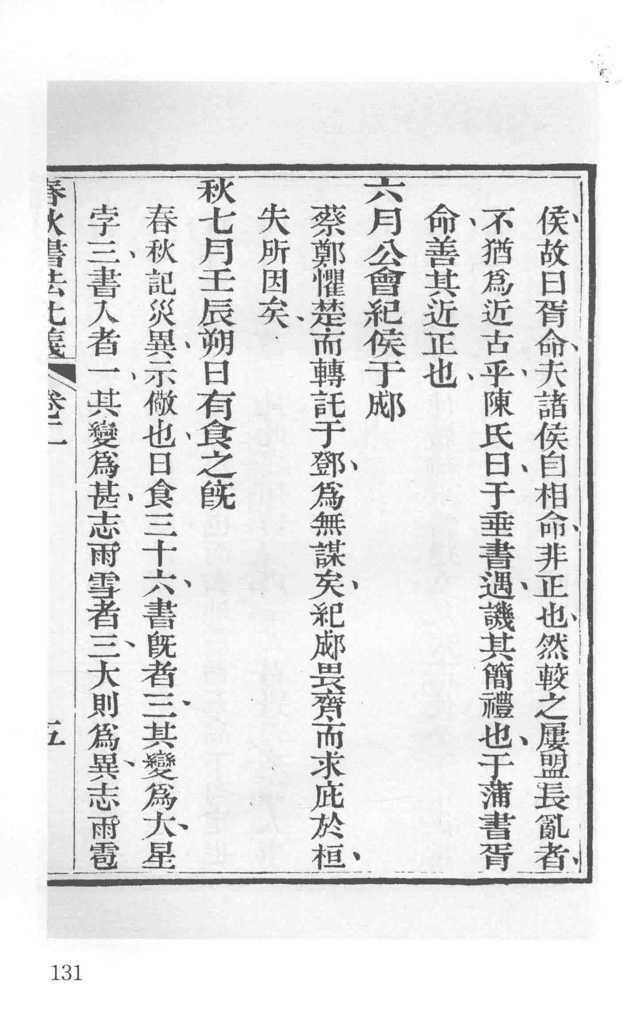 侯故曰胥命夫諸侯自相命非正也然較之屢盟長亂者
不猶爲近古乎陳氏曰于垂書遇譏其簡禮也于蒲書胥
命善其近正也
六月公會紀侯于郕
蔡鄭懼楚而轉託于鄧爲無謀矣紀郕畏齊而求庇於桓
失所因矣
秋七月壬辰朔日有食之旣
春秋記災異示儆也日食三十六書旣者三其變爲大星
孛三書入者一其變爲甚志雨雪者三大則爲異志雨雹
春秋書法比義 卷二 五
131